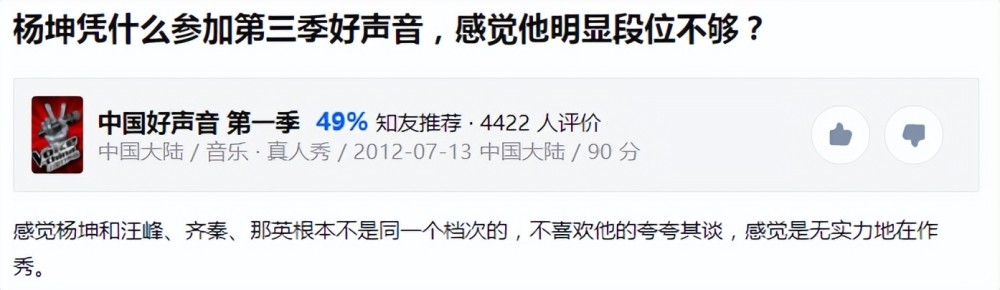 杨坤凭什么参加第三季好声音，感觉他明显段位不够？
中国好声音 第一季 49% 知友推荐 · 4422 人评价
中国大陆 / 音乐 · 真人秀 / 2012-07-13 中国大陆 / 90 分
感觉杨坤和汪峰、齐秦、那英根本不是同一个档次的，不喜欢他的夸夸其谈，感觉是无实力地在作
秀。